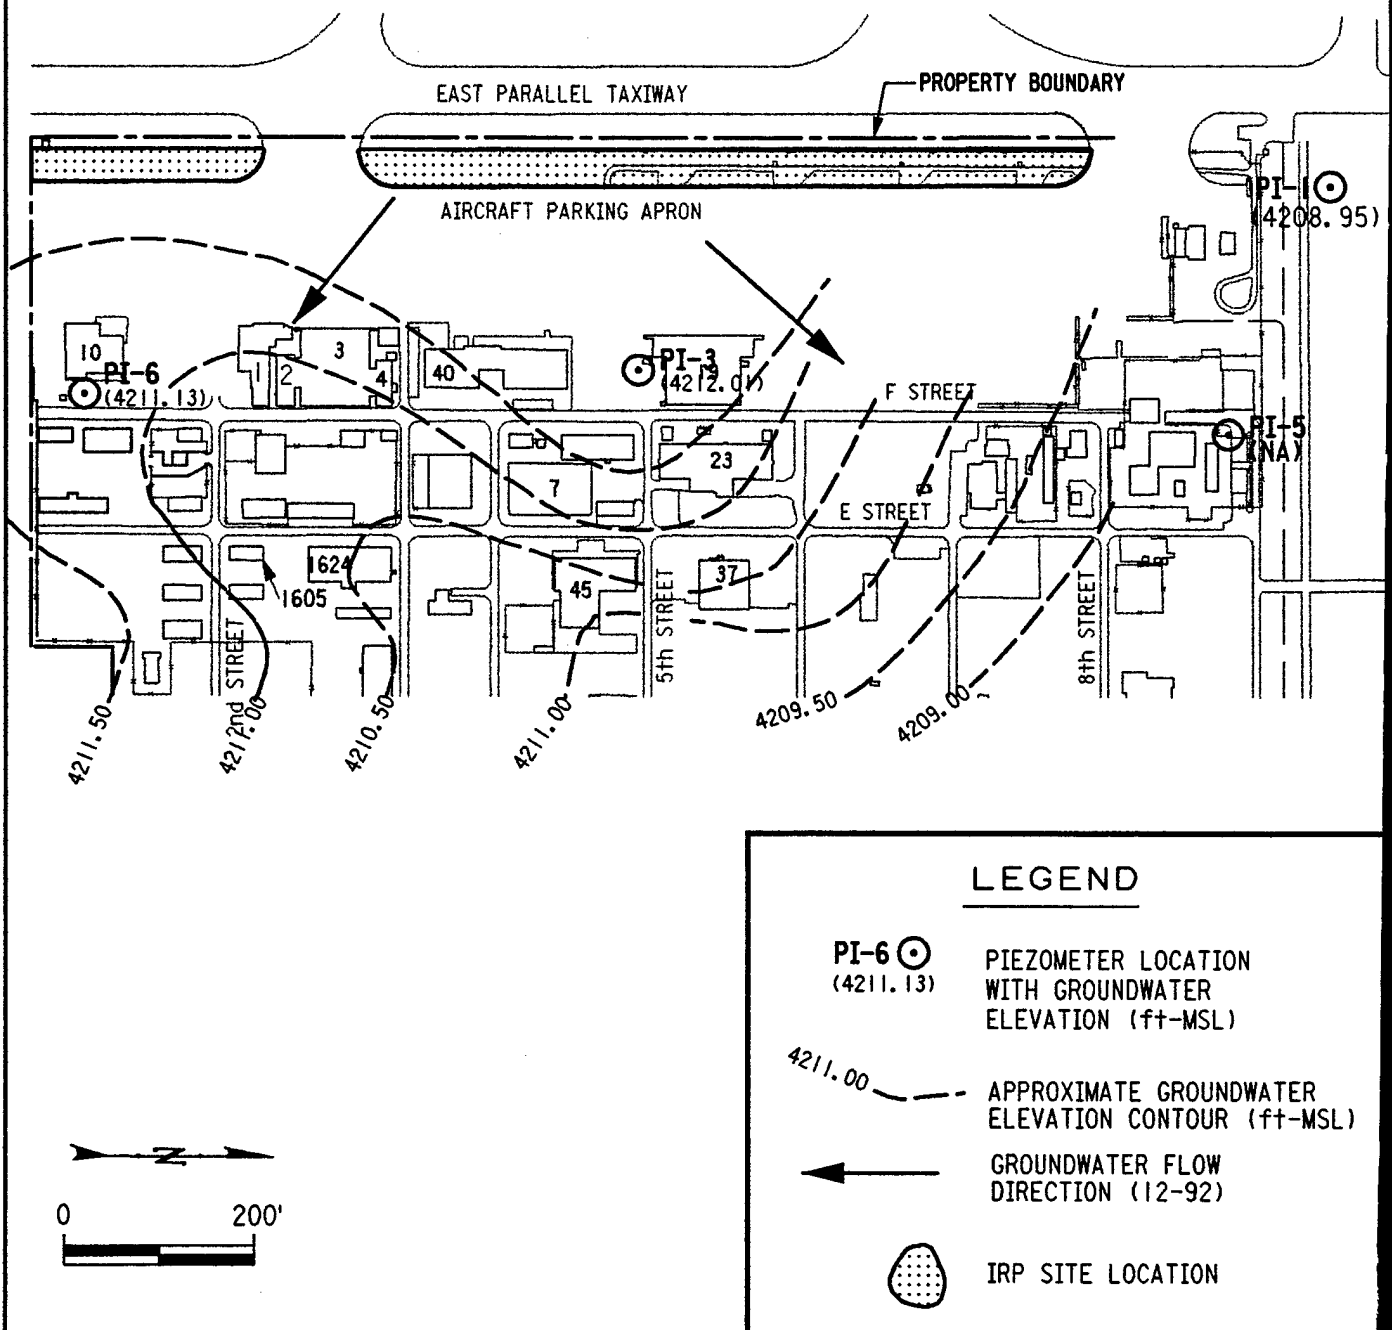 EAST PARALLEL TAXIWAY
PROPERTY BOUNDARY
PI-1
(4208.95)
AIRCRAFT PARKING APRON
10
PI-6
(4211.13)
1
2
3
4
40
PI-3
19
(4212.01)
F STREET
PI-5
(NA)
23
7
E STREET
1624
1605
45
37
2nd STREET
5th STREET
8th STREET
4211.50
4211.00
4210.50
4211.00
4209.50
4209.00
LEGEND
PI-6
(4211.13)
PIEZOMETER LOCATION
WITH GROUNDWATER
ELEVATION (ft-MSL)
4211.00
APPROXIMATE GROUNDWATER
ELEVATION CONTOUR (ft-MSL)
GROUNDWATER FLOW
DIRECTION (12-92)
IRP SITE LOCATION
N
0 200'